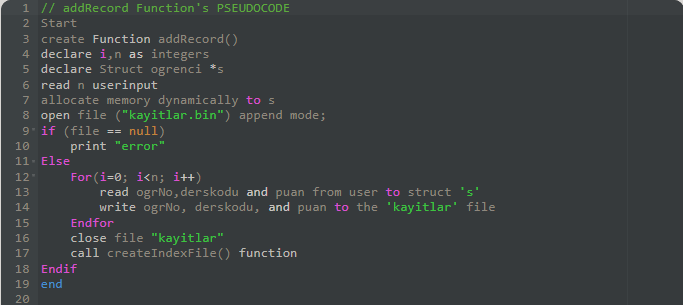 1 // addRecord Function's PSEUDOCODE
2 Start
3 create Function addRecord()
4 declare i,n as integers
5 declare Struct ogrenci *s
6 read n userinput
7 allocate memory dynamically to s
8 open file ("kayitlar.bin") append mode;
9 if (file == null)
10     print "error"
11 Else
12     For(i=0; i<n; i++)
13         read ogrNo,derskodu and puan from user to struct 's'
14         write ogrNo, derskodu, and puan to the 'kayitlar' file
15     Endfor
16     close file "kayitlar"
17     call createIndexFile() function
18 Endif
19 end
20